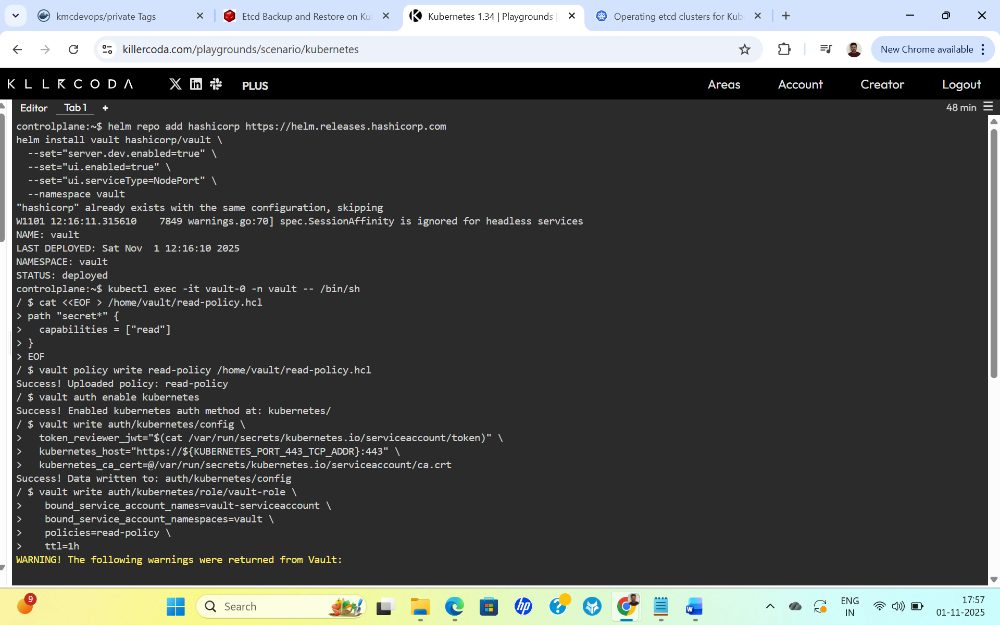 kmcdevops/private Tags
Etcd Backup and Restore on Ku
Kubernetes 1.34 | Playgrounds |
Operating etcd clusters for Kub
killercoda.com/playgrounds/scenario/kubernetes
New Chrome available
KLLRCODA
PLUS
Areas
Account
Creator
Logout
Editor
Tab 1
+
48 min
controlplane:~$ helm repo add hashicorp https://helm.releases.hashicorp.com
helm install vault hashicorp/vault \
  --set="server.dev.enabled=true" \
  --set="ui.enabled=true" \
  --set="ui.serviceType=NodePort" \
  --namespace vault
"hashicorp" already exists with the same configuration, skipping
W1101 12:16:11.315610    7849 warnings.go:70] spec.SessionAffinity is ignored for headless services
NAME: vault
LAST DEPLOYED: Sat Nov  1 12:16:10 2025
NAMESPACE: vault
STATUS: deployed
controlplane:~$ kubectl exec -it vault-0 -n vault -- /bin/sh
/ $ cat <<EOF > /home/vault/read-policy.hcl
> path "secret*" {
>   capabilities = ["read"]
> }
> EOF
/ $ vault policy write read-policy /home/vault/read-policy.hcl
Success! Uploaded policy: read-policy
/ $ vault auth enable kubernetes
Success! Enabled kubernetes auth method at: kubernetes/
/ $ vault write auth/kubernetes/config \
>   token_reviewer_jwt="$(cat /var/run/secrets/kubernetes.io/serviceaccount/token)" \
>   kubernetes_host="https://${KUBERNETES_PORT_443_TCP_ADDR}:443" \
>   kubernetes_ca_cert=@/var/run/secrets/kubernetes.io/serviceaccount/ca.crt
Success! Data written to: auth/kubernetes/config
/ $ vault write auth/kubernetes/role/vault-role \
>    bound_service_account_names=vault-serviceaccount \
>    bound_service_account_namespaces=vault \
>    policies=read-policy \
>    ttl=1h
WARNING! The following warnings were returned from Vault:
9
Search
ENG
IN
17:57
01-11-2025